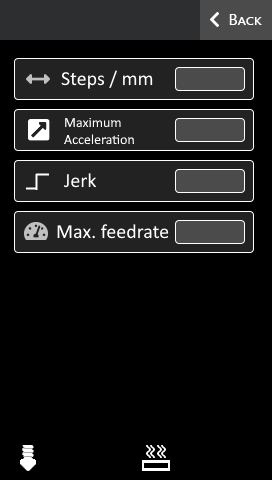 Back
Steps / mm
Maximum
Acceleration
Jerk
Max. feedrate